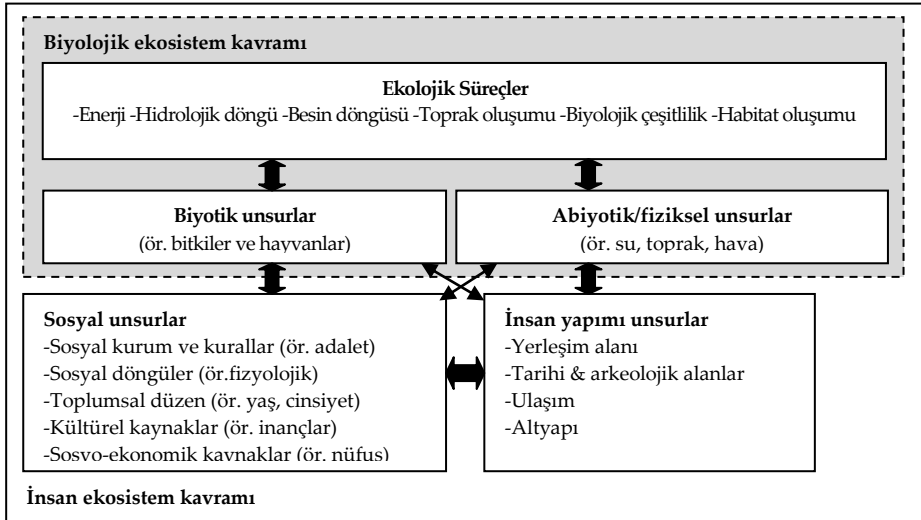 Biyolojik ekosistem kavramı
Ekolojik Süreçler
-Enerji -Hidrolojik döngü -Besin döngüsü -Toprak oluşumu -Biyolojik çeşitlilik -Habitat oluşumu
Biyotik unsurlar
(ör. bitkiler ve hayvanlar)
Abiyotik/fiziksel unsurlar
(ör. su, toprak, hava)
Sosyal unsurlar
-Sosyal kurum ve kurallar (ör. adalet)
-Sosyal döngüler (ör.fizyolojik)
-Toplumsal düzen (ör. yaş, cinsiyet)
-Kültürel kaynaklar (ör. inançlar)
-Sosyo-ekonomik kaynaklar (ör. nüfus)
İnsan yapımı unsurlar
-Yerleşim alanı
-Tarihi & arkeolojik alanlar
-Ulaşım
-Altyapı
İnsan ekosistem kavramı